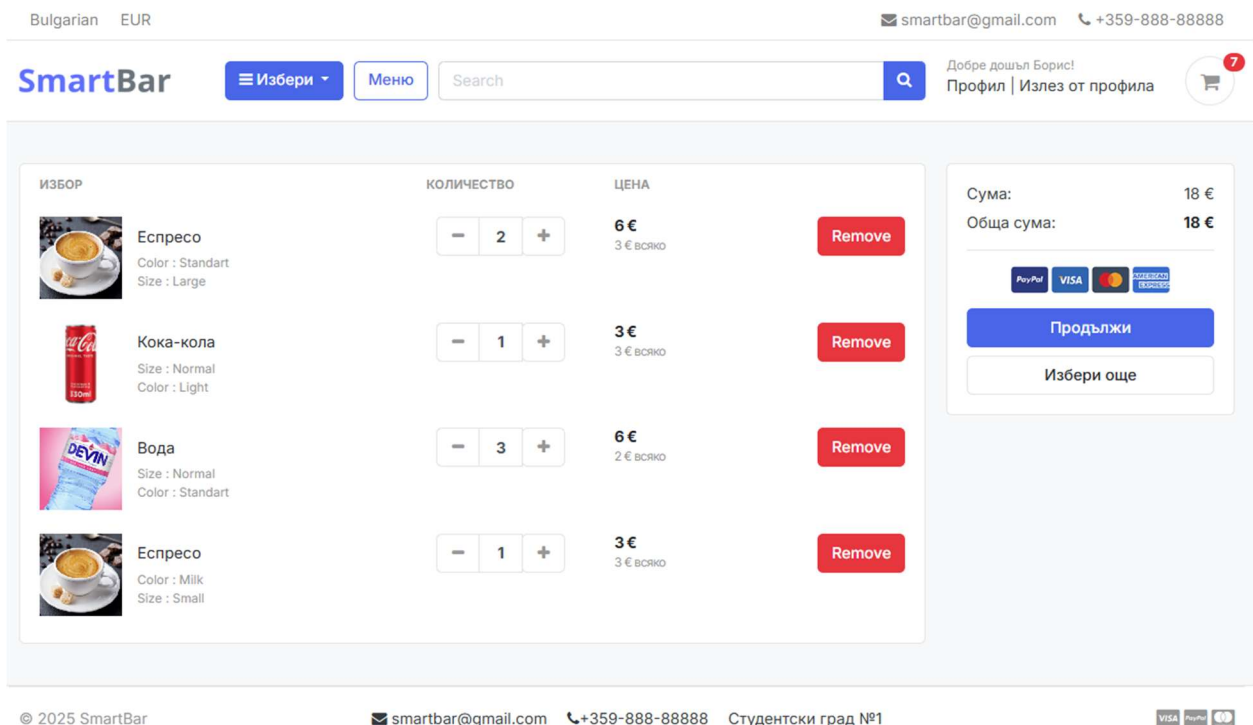 Bulgarian EUR smartbar@gmail.com +359-888-88888
SmartBar
Избери
Меню
Search
Добре дошъл Борис!
Профил | Излез от профила
7
ИЗБОР КОЛИЧЕСТВО ЦЕНА
Еспресо
Color : Standart
Size : Large
2
6 €
3 € всяко
Remove
Coca-Cola
330ml
Кока-кола
Size : Normal
Color : Light
1
3 €
3 € всяко
Remove
DEVIN
Вода
Size : Normal
Color : Standart
3
6 €
2 € всяко
Remove
Еспресо
Color : Milk
Size : Small
1
3 €
3 € всяко
Remove
Сума: 18 €
Обща сума: 18 €
PayPal VISA AMERICAN EXPRESS
Продължи
Избери още
© 2025 SmartBar smartbar@gmail.com +359-888-88888 Студентски град №1 VISA PayPal